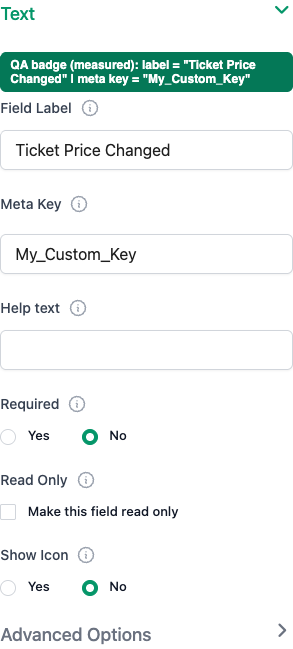 Text
QA badge (measured): label = "Ticket Price
Changed" | meta key = "My_Custom_Key"
Field Label
Ticket Price Changed
Meta Key
My_Custom_Key
Help text
Required
Yes No
Read Only
Make this field read only
Show Icon
Yes No
Advanced Options